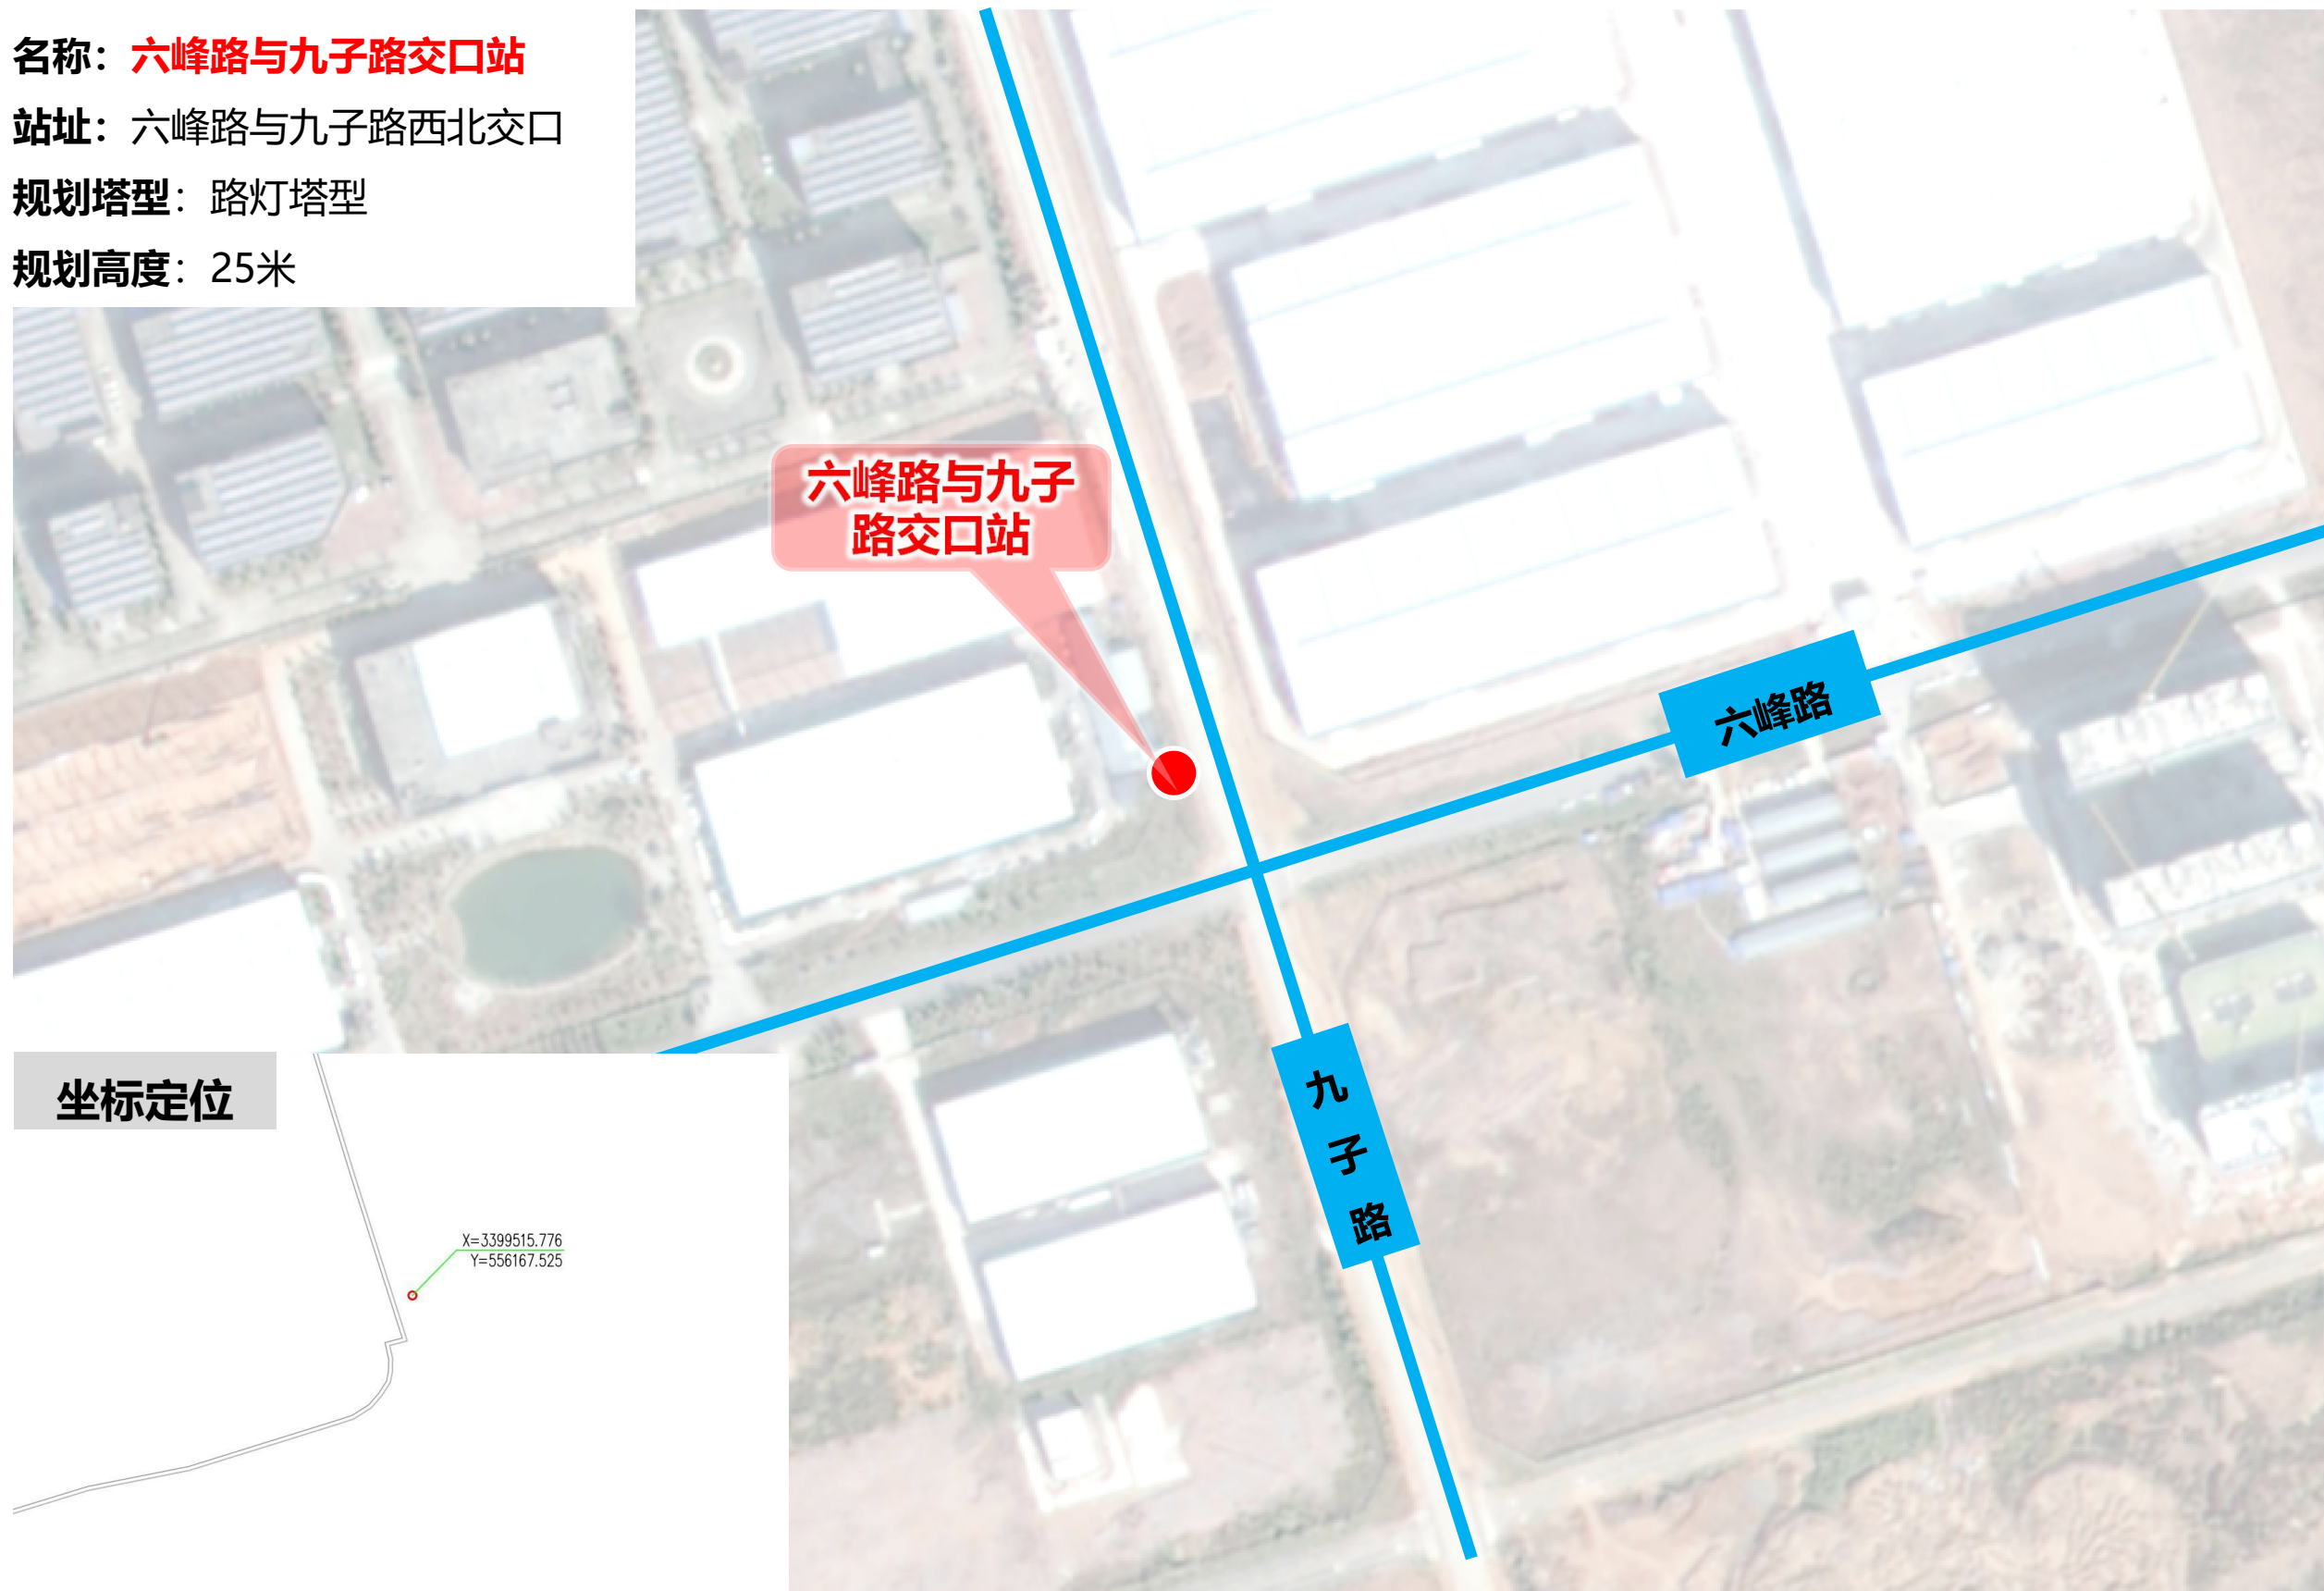 名称：六峰路与九子路交口站
站址：六峰路与九子路西北交口
规划塔型：路灯塔型
规划高度：25米
六峰路与九子
路交口站
六峰路
九
子
路
坐标定位
X=3399515.776
Y=556167.525